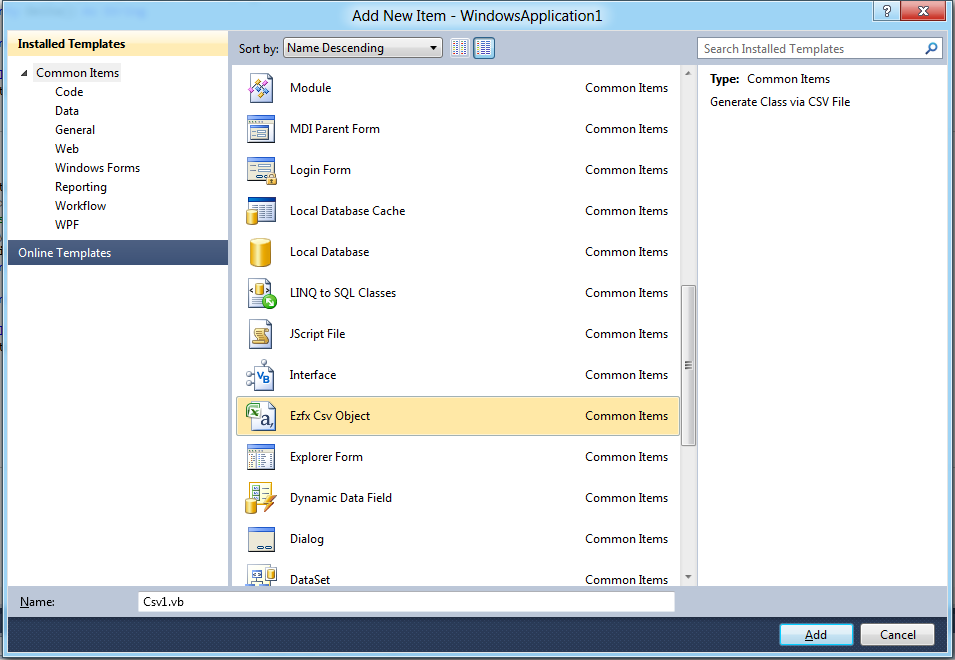 Add New Item - WindowsApplication1
Installed Templates
Common Items
Code
Data
General
Web
Windows Forms
Reporting
Workflow
WPF
Online Templates
Sort by: Name Descending
Search Installed Templates
Module Common Items
MDI Parent Form Common Items
Login Form Common Items
Local Database Cache Common Items
Local Database Common Items
LINQ to SQL Classes Common Items
JScript File Common Items
Interface Common Items
Ezfx Csv Object Common Items
Explorer Form Common Items
Dynamic Data Field Common Items
Dialog Common Items
DataSet Common Items
Type: Common Items
Generate Class via CSV File
Name: Csv1.vb
Add Cancel